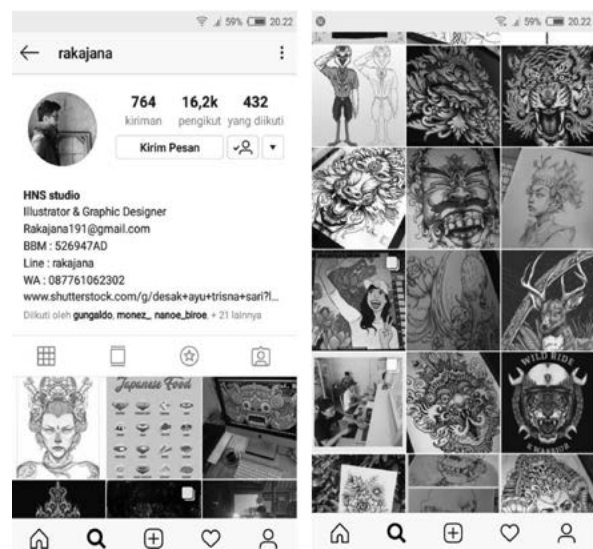 59% 20.22
rakajana
764 16,2k 432
kiriman pengikut yang diikuti
Kirim Pesan
HNS studio
Illustrator & Graphic Designer
Rakajana191@gmail.com
BBM : 526947AD
Line : rakajana
WA : 087761062302
www.shutterstock.com/g/desak+ayu+trisna+sari?l...
Diikuti oleh gungaldo, monez_, nanoe_biroe, + 21 lainnya
Japanese Food
59% 20.22
WILD RIDE
WARRIOR